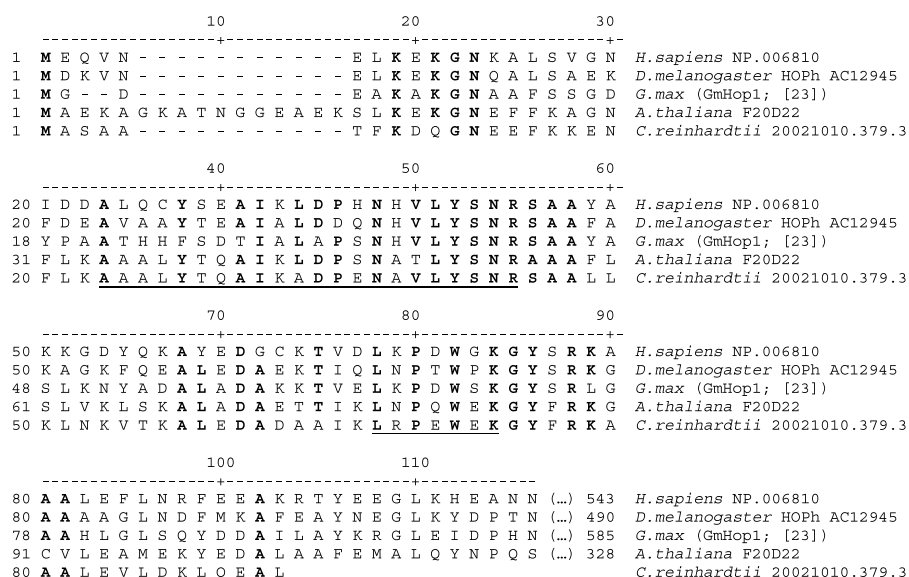 10 20 30
------------------+-------------------+-------------------+-
1 M E Q V N - - - - - - - - - - - E L K E K G N K A L S V G N H.sapiens NP.006810
1 M D K V N - - - - - - - - - - - E L K E K G N Q A L S A E K D.melanogaster HOPh AC12945
1 M G - - D - - - - - - - - - - - E A K A K G N A A F S S G D G.max (GmHop1; [23])
1 M A E K A G K A T N G G E A E K S L K E K G N E F F K A G N A.thaliana F20D22
1 M A S A A - - - - - - - - - - - T F K D Q G N E E F K K E N C.reinhardtii 20021010.379.3
40 50 60
------------------+-------------------+-------------------+-
20 I D D A L Q C Y S E A I K L D P H N H V L Y S N R S A A Y A H.sapiens NP.006810
20 F D E A V A A Y T E A I A L D D Q N H V L Y S N R S A A F A D.melanogaster HOPh AC12945
18 Y P A A T H H F S D T I A L A P S N H V L Y S N R S A A Y A G.max (GmHop1; [23])
31 F L K A A A L Y T Q A I K L D P S N A T L Y S N R A A A F L A.thaliana F20D22
20 F L K A A A L Y T Q A I K A D P E N A V L Y S N R S A A L L C.reinhardtii 20021010.379.3
70 80 90
------------------+-------------------+-------------------+-
50 K K G D Y Q K A Y E D G C K T V D L K P D W G K G Y S R K A H.sapiens NP.006810
50 K A G K F Q E A L E D A E K T I Q L N P T W P K G Y S R K G D.melanogaster HOPh AC12945
48 S L K N Y A D A L A D A K K T V E L K P D W S K G Y S R L G G.max (GmHop1; [23])
61 S L V K L S K A L A D A E T T I K L N P Q W E K G Y F R K G A.thaliana F20D22
50 K L N K V T K A L E D A D A A I K L R P E W E K G Y F R K A C.reinhardtii 20021010.379.3
100 110
------------------+-------------------+------------
80 A A L E F L N R F E E A K R T Y E E G L K H E A N N (…) 543 H.sapiens NP.006810
80 A A A A G L N D F M K A F E A Y N E G L K Y D P T N (…) 490 D.melanogaster HOPh AC12945
78 A A H L G L S Q Y D D A I L A Y K R G L E I D P H N (…) 585 G.max (GmHop1; [23])
91 C V L E A M E K Y E D A L A A F E M A L Q Y N P Q S (…) 328 A.thaliana F20D22
80 A A L E V L D K L Q E A L C.reinhardtii 20021010.379.3